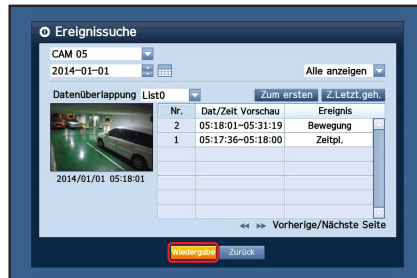 Ereignissuche
CAM 05
2014-01-01
Alle anzeigen
Datenüberlappung List0
Zum ersten Z.Letzt.geh.
Nr. Dat/Zeit Vorschau Ereignis
2 05:18:01~05:31:19 Bewegung
1 05:17:36~05:18:00 Zeitpl.
2014/01/01 05:18:01
Vorherige/Nächste Seite
Wiedergabe Zurück